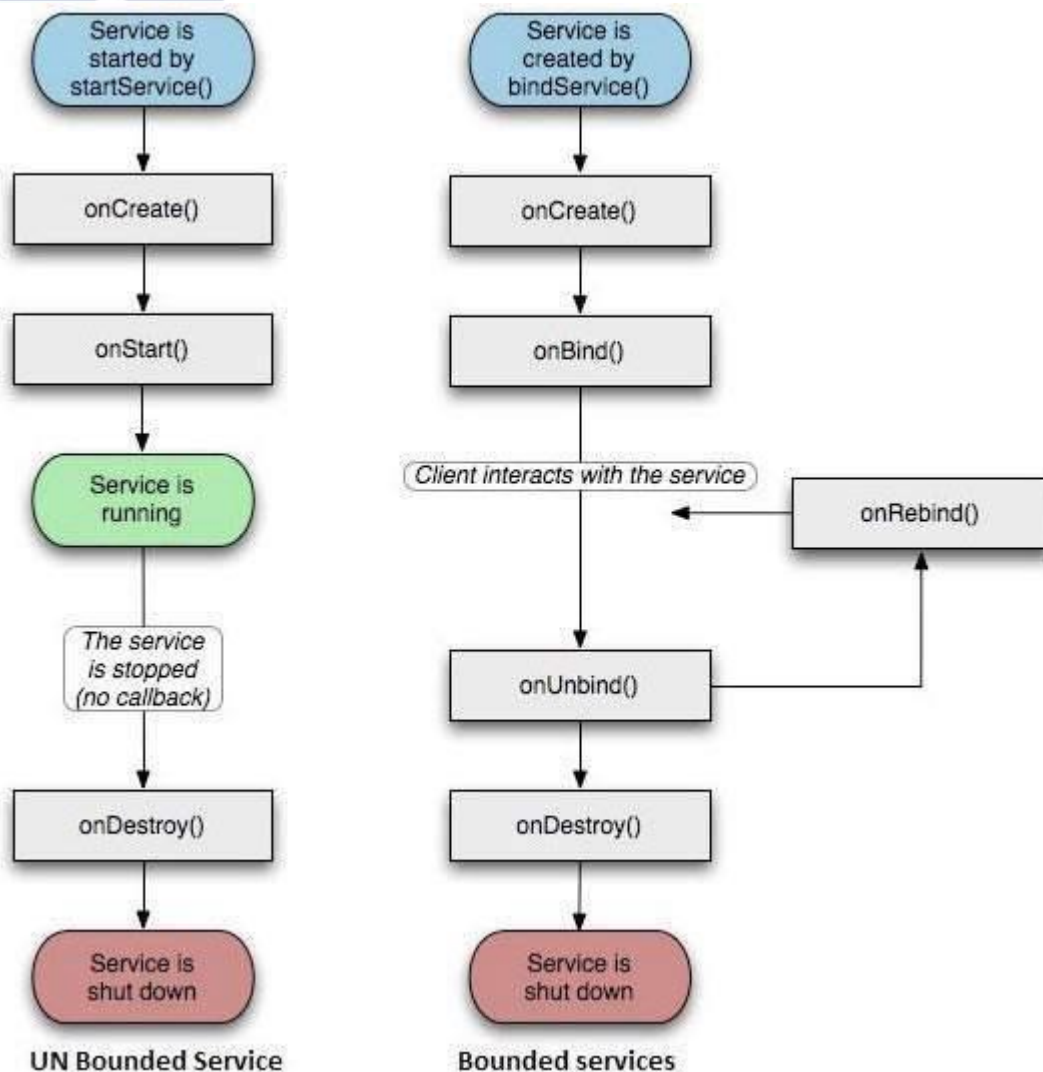 Service is
started by
startService()
onCreate()
onStart()
Service is
running
The service
is stopped
(no callback)
onDestroy()
Service is
shut down
UN Bounded Service
Service is
created by
bindService()
onCreate()
onBind()
Client interacts with the service
onRebind()
onUnbind()
onDestroy()
Service is
shut down
Bounded services